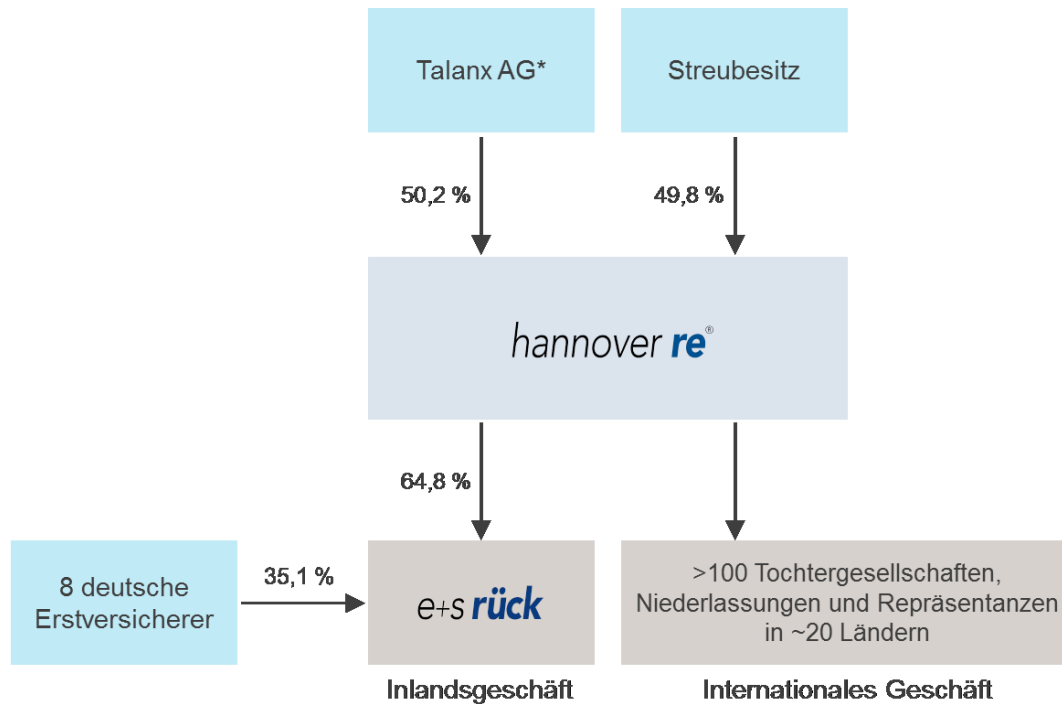 Talanx AG*
Streubesitz
50,2 %
49,8 %
hannover re®
64,8 %
8 deutsche
Erstversicherer
35,1 %
e+s rück
>100 Tochtergesellschaften,
Niederlassungen und Repräsentanzen
in ~20 Ländern
Inlandsgeschäft
Internationales Geschäft